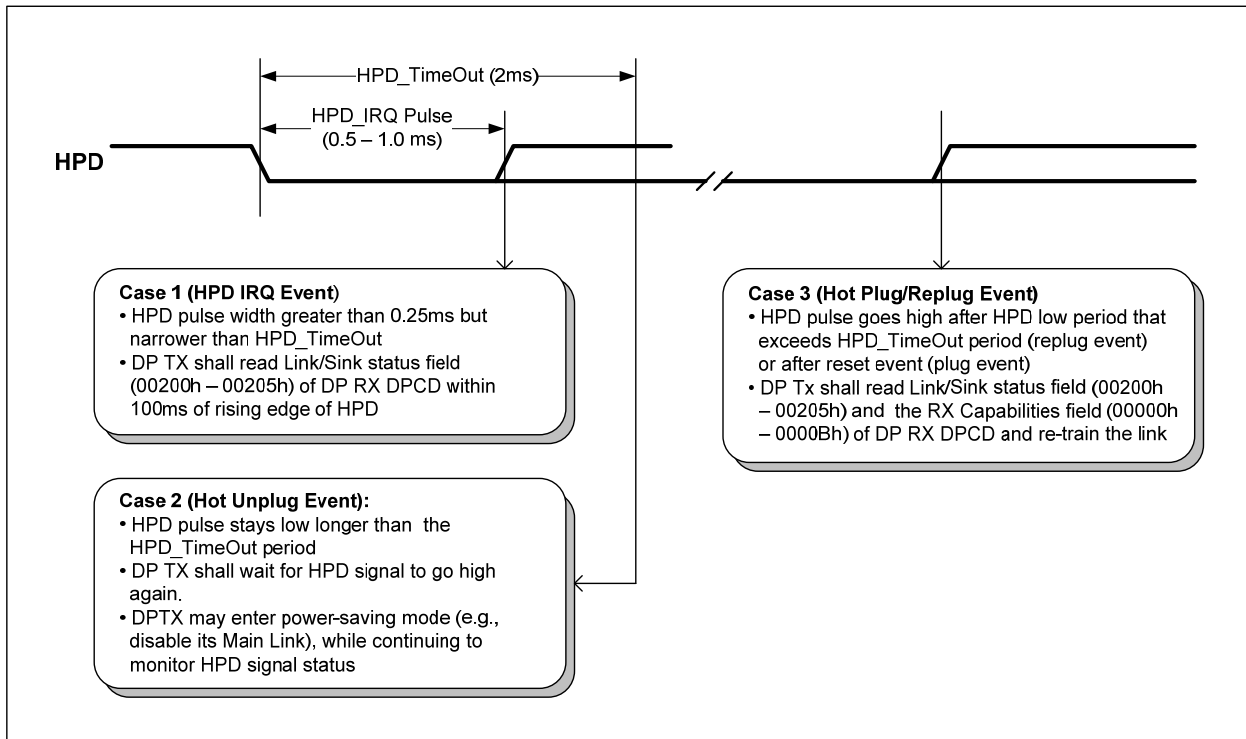 HPD_TimeOut (2ms)
HPD_IRQ Pulse
(0.5 – 1.0 ms)
HPD
Case 1 (HPD IRQ Event)
• HPD pulse width greater than 0.25ms but
narrower than HPD_TimeOut
• DP TX shall read Link/Sink status field
(00200h – 00205h) of DP RX DPCD within
100ms of rising edge of HPD
Case 2 (Hot Unplug Event):
• HPD pulse stays low longer than the
HPD_TimeOut period
• DP TX shall wait for HPD signal to go high
again.
• DPTX may enter power-saving mode (e.g.,
disable its Main Link), while continuing to
monitor HPD signal status
Case 3 (Hot Plug/Replug Event)
• HPD pulse goes high after HPD low period that
exceeds HPD_TimeOut period (replug event)
or after reset event (plug event)
• DP Tx shall read Link/Sink status field (00200h
– 00205h) and the RX Capabilities field (00000h
– 0000Bh) of DP RX DPCD and re-train the link